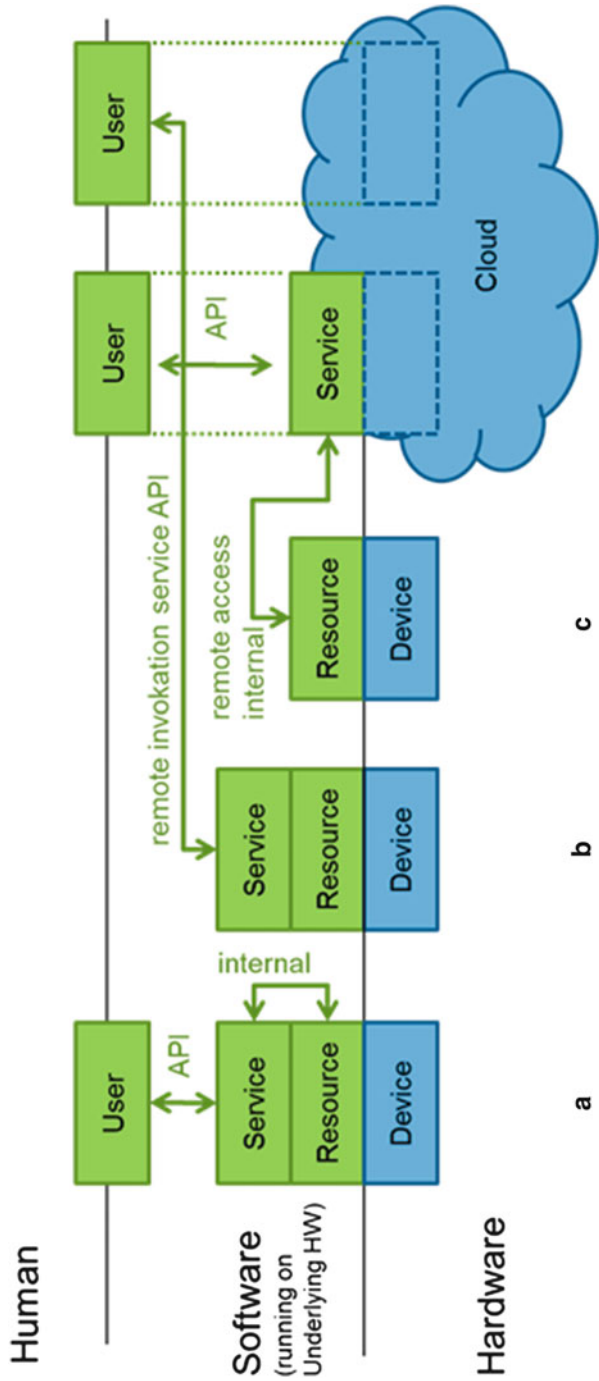 Human
User
User
User
API
remote invokation service API
API
Software
(running on
Underlying HW)
Service
Resource
internal
Service
Resource
remote access
internal
Resource
Service
Hardware
Device
Device
Device
Cloud
a
b
c